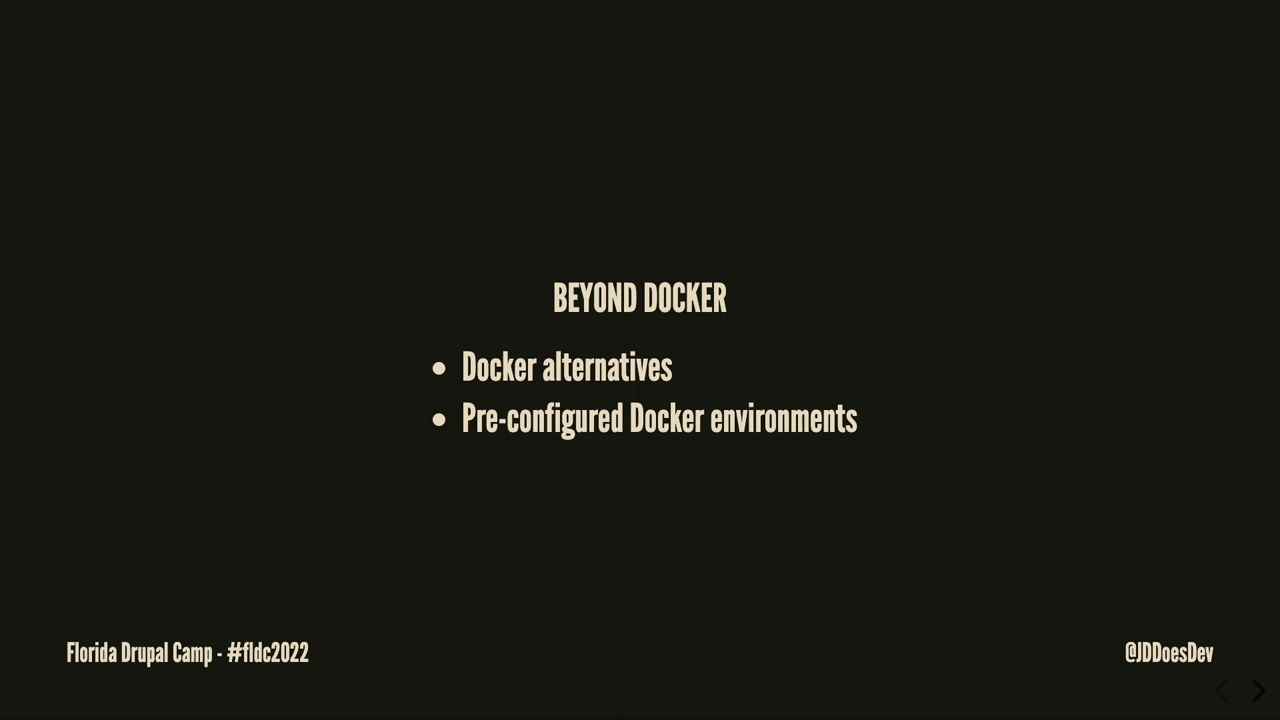 BEYOND DOCKER
Docker alternatives
Pre-configured Docker environments
Florida Drupal Camp - #fldc2022
@JDDoesDev